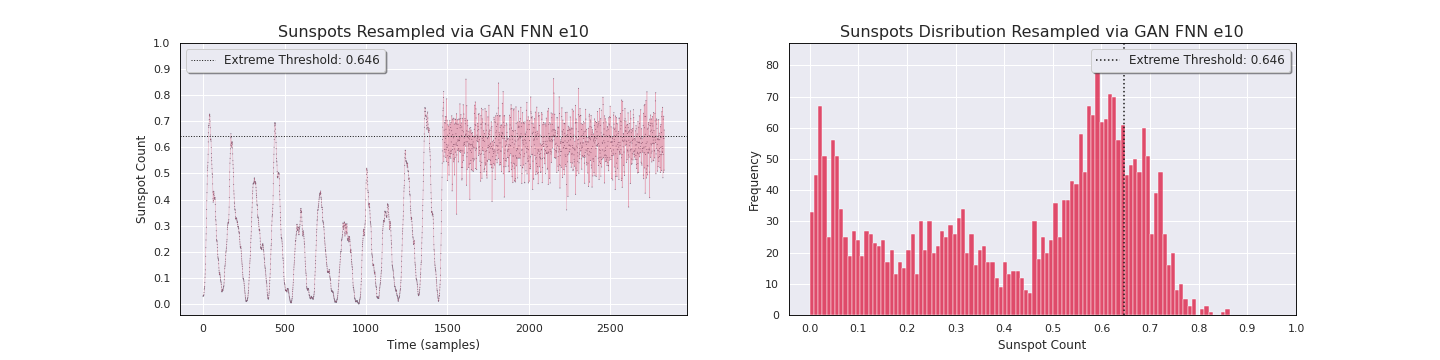 Sunspots Resampled via GAN FNN e10
Extreme Threshold: 0.646
Sunspot Count
1.0
0.9
0.8
0.7
0.6
0.5
0.4
0.3
0.2
0.1
0.0
0 500 1000 1500 2000 2500
Time (samples)
Sunspots Disribution Resampled via GAN FNN e10
Extreme Threshold: 0.646
Frequency
80
70
60
50
40
30
20
10
0
0.0 0.1 0.2 0.3 0.4 0.5 0.6 0.7 0.8 0.9 1.0
Sunspot Count